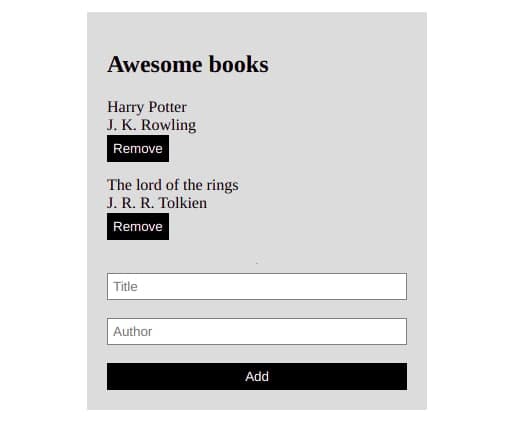 Awesome books
Harry Potter
J. K. Rowling
Remove
The lord of the rings
J. R. R. Tolkien
Remove
Title
Author
Add